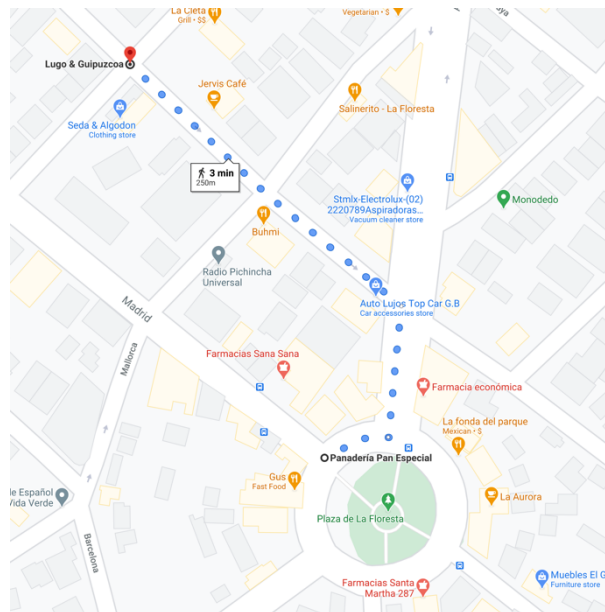 La Cleta
Grill • $$
Vegetarian • $
Lugo & Guipuzcoa
Jervis Café
Salinerito - La Floresta
Seda & Algodon
Clothing store
3 min
250m
Stmlx-Electrolux-(02)
2220789Aspiradoras...
Vacuum cleaner store
Monodedo
Buhmi
Radio Pichincha
Universal
Auto Lujos Top Car G.B
Car accessories store
Madrid
Mallorca
Farmacias Sana Sana
Farmacia económica
La fonda del parque
Mexican • $
Panadería Pan Especial
Gus
Fast Food
de Español
Vida Verde
La Aurora
Plaza de La Floresta
Barcelona
Farmacias Santa
Martha 287
Muebles El G
Furniture store